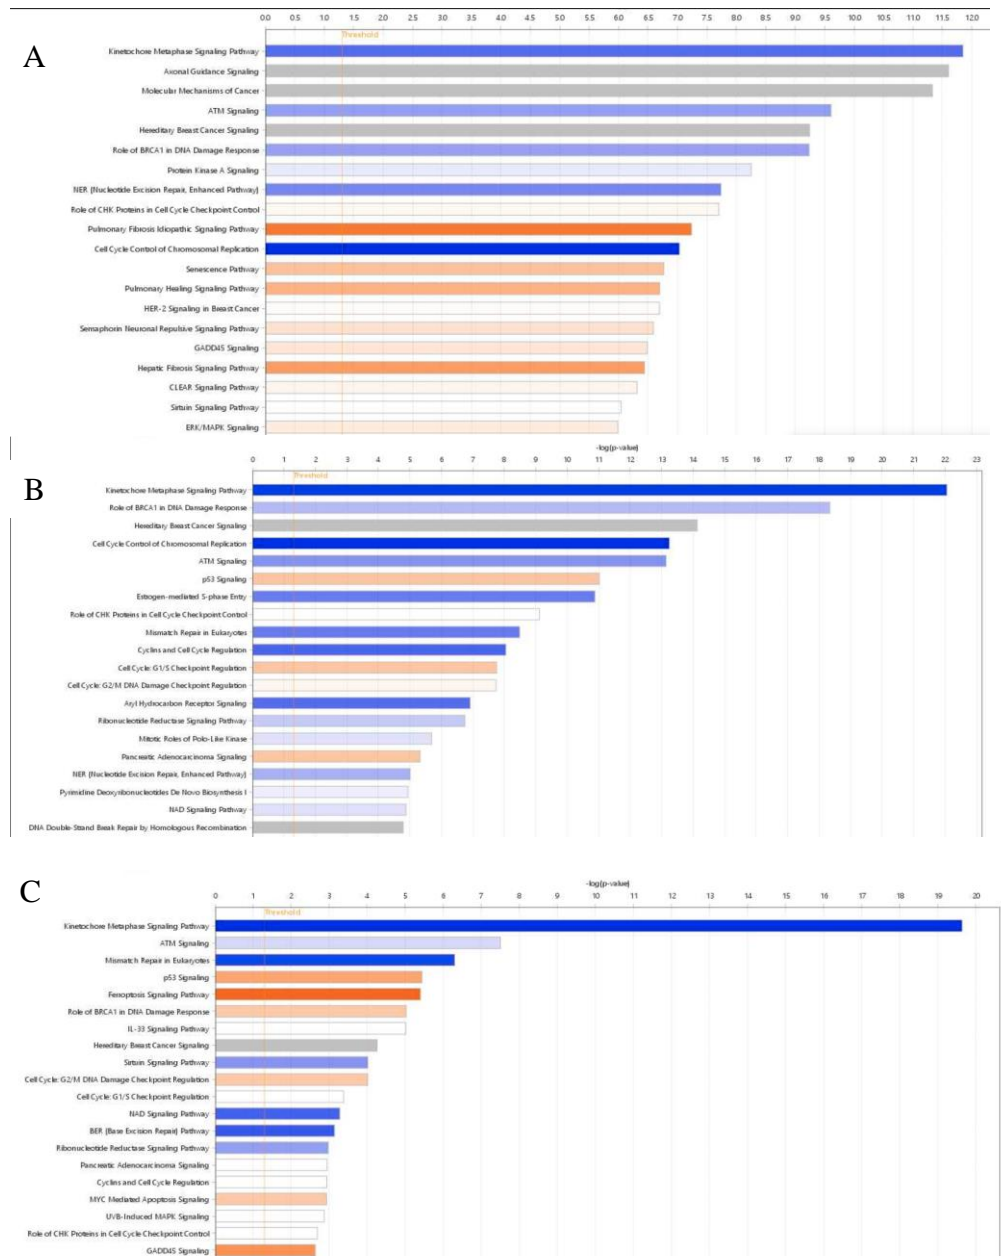 0.0 0.5 1.0 1.5 2.0 2.5 3.0 3.5 4.0 4.5 5.0 5.5 6.0 6.5 7.0 7.5 8.0 8.5 9.0 9.5 10.0 10.5 11.0 11.5 12.0
Threshold
A
Kinetochore Metaphase Signaling Pathway
Axonal Guidance Signaling
Molecular Mechanisms of Cancer
ATM Signaling
Hereditary Breast Cancer Signaling
Role of BRCA1 in DNA Damage Response
Protein Kinase A Signaling
NER (Nucleotide Excision Repair, Enhanced Pathway)
Role of CHK Proteins in Cell Cycle Checkpoint Control
Pulmonary Fibrosis Idiopathic Signaling Pathway
Cell Cycle Control of Chromosomal Replication
Senescence Pathway
Pulmonary Healing Signaling Pathway
HER-2 Signaling in Breast Cancer
Semaphorin Neuronal Repulsive Signaling Pathway
GADD45 Signaling
Hepatic Fibrosis Signaling Pathway
CLEAR Signaling Pathway
Sirtuin Signaling Pathway
ERK/MAPK Signaling
-log(p-value)
0 1 2 3 4 5 6 7 8 9 10 11 12 13 14 15 16 17 18 19 20 21 22 23
Threshold
B
Kinetochore Metaphase Signaling Pathway
Role of BRCA1 in DNA Damage Response
Hereditary Breast Cancer Signaling
Cell Cycle Control of Chromosomal Replication
ATM Signaling
p53 Signaling
Estrogen-mediated S-phase Entry
Role of CHK Proteins in Cell Cycle Checkpoint Control
Mismatch Repair in Eukaryotes
Cyclins and Cell Cycle Regulation
Cell Cycle: G1/S Checkpoint Regulation
Cell Cycle: G2/M DNA Damage Checkpoint Regulation
Aryl Hydrocarbon Receptor Signaling
Ribonucleotide Reductase Signaling Pathway
Mitotic Roles of Polo-Like Kinase
Pancreatic Adenocarcinoma Signaling
NER (Nucleotide Excision Repair, Enhanced Pathway)
Pyrimidine Deoxyribonucleotides De Novo Biosynthesis I
NAD Signaling Pathway
DNA Double-Strand Break Repair by Homologous Recombination
C
-log(p-value)
0 1 2 3 4 5 6 7 8 9 10 11 12 13 14 15 16 17 18 19 20
Threshold
Kinetochore Metaphase Signaling Pathway
ATM Signaling
Mismatch Repair in Eukaryotes
p53 Signaling
Ferroptosis Signaling Pathway
Role of BRCA1 in DNA Damage Response
IL-33 Signaling Pathway
Hereditary Breast Cancer Signaling
Sirtuin Signaling Pathway
Cell Cycle: G2/M DNA Damage Checkpoint Regulation
Cell Cycle: G1/S Checkpoint Regulation
NAD Signaling Pathway
BER (Base Excision Repair) Pathway
Ribonucleotide Reductase Signaling Pathway
Pancreatic Adenocarcinoma Signaling
Cyclins and Cell Cycle Regulation
MYC Mediated Apoptosis Signaling
UVB-Induced MAPK Signaling
Role of CHK Proteins in Cell Cycle Checkpoint Control
GADD45 Signaling